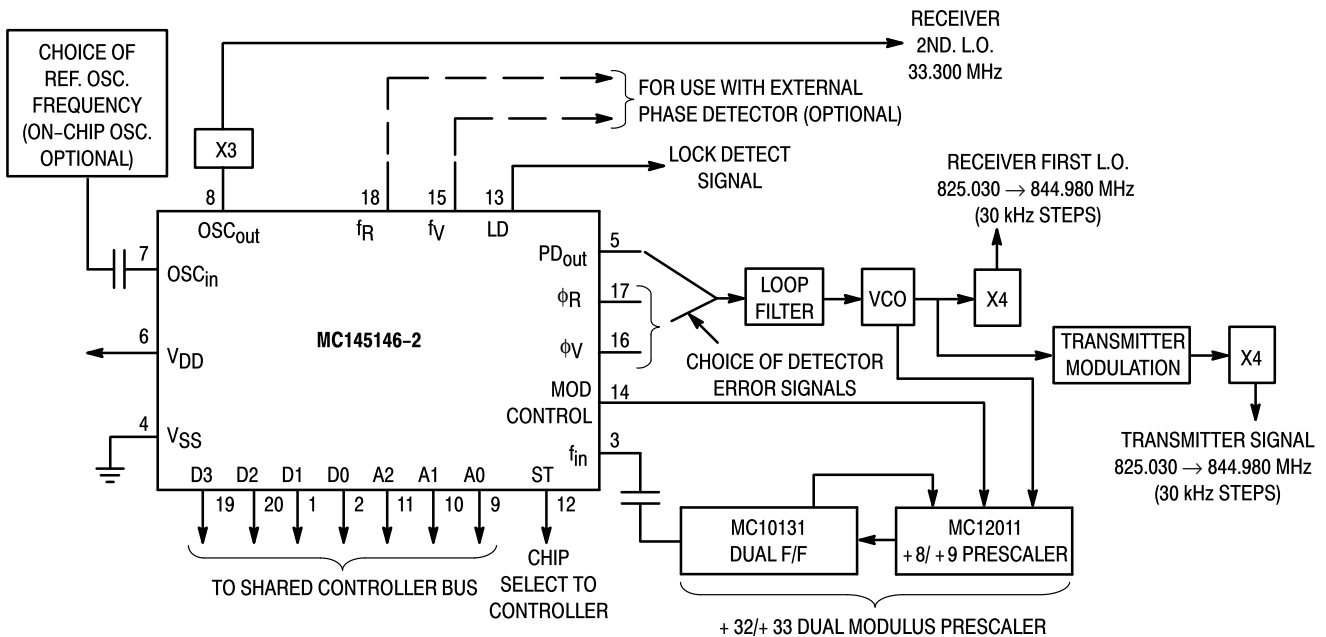 CHOICE OF
REF. OSC.
FREQUENCY
(ON–CHIP OSC.
OPTIONAL)
X3
RECEIVER
2ND. L.O.
33.300 MHz
FOR USE WITH EXTERNAL
PHASE DETECTOR (OPTIONAL)
LOCK DETECT
SIGNAL
RECEIVER FIRST L.O.
825.030 → 844.980 MHz
(30 kHz STEPS)
8
18
15
13
OSCout
fR
fV
LD
7
OSCin
6
VDD
4
VSS
MC145146–2
PDout
5
ϕR
17
ϕV
16
MOD
CONTROL
14
fin
3
CHOICE OF DETECTOR
ERROR SIGNALS
LOOP
FILTER
VCO
X4
TRANSMITTER
MODULATION
X4
TRANSMITTER SIGNAL
825.030 → 844.980 MHz
(30 kHz STEPS)
D3 D2 D1 D0 A2 A1 A0 ST
19 20 1 2 11 10 9 12
TO SHARED CONTROLLER BUS
CHIP
SELECT TO
CONTROLLER
MC10131
DUAL F/F
MC12011
+ 8/ + 9 PRESCALER
+ 32/+ 33 DUAL MODULUS PRESCALER